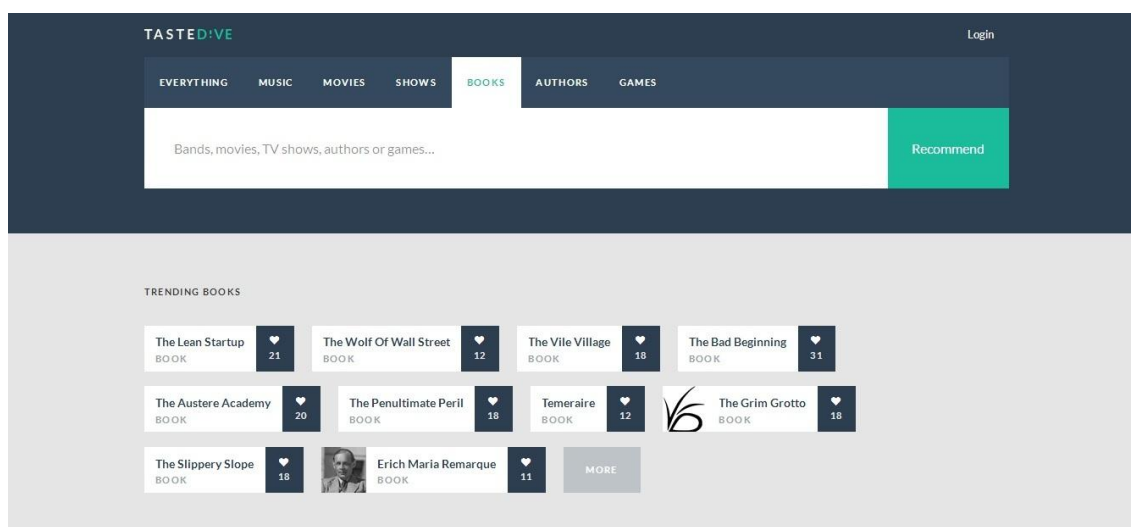 TASTED!VE
Login
EVERYTHING MUSIC MOVIES SHOWS BOOKS AUTHORS GAMES
Bands, movies, TV shows, authors or games...
Recommend
TRENDING BOOKS
The Lean Startup
BOOK
21
The Wolf Of Wall Street
BOOK
12
The Vile Village
BOOK
18
The Bad Beginning
BOOK
31
The Austere Academy
BOOK
20
The Penultimate Peril
BOOK
18
Temeraire
BOOK
12
The Grim Grotto
BOOK
18
The Slippery Slope
BOOK
18
Erich Maria Remarque
BOOK
11
MORE